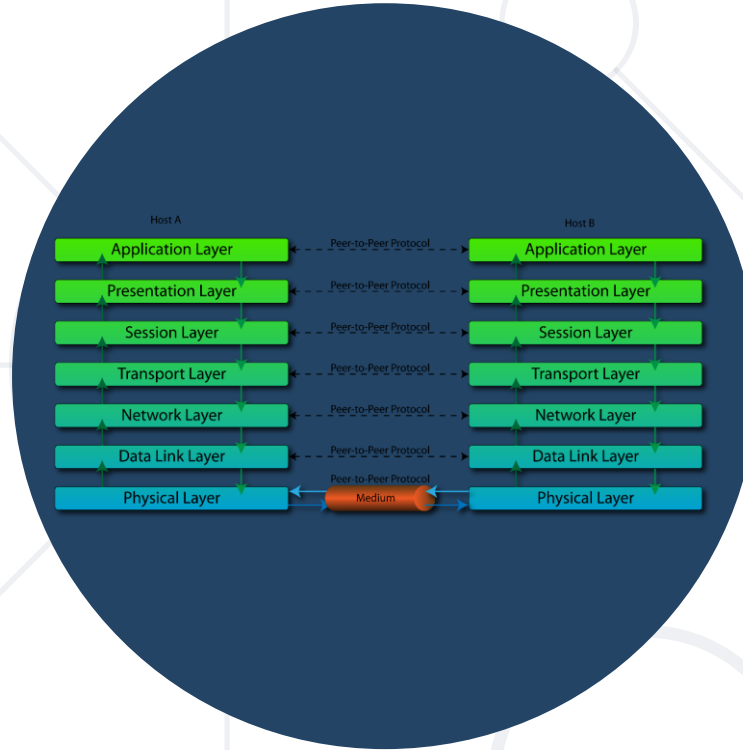 Host A
Host B
Application Layer Peer-to-Peer Protocol Application Layer
Presentation Layer Peer-to-Peer Protocol Presentation Layer
Session Layer Peer-to-Peer Protocol Session Layer
Transport Layer Peer-to-Peer Protocol Transport Layer
Network Layer Peer-to-Peer Protocol Network Layer
Data Link Layer Peer-to-Peer Protocol Data Link Layer
Peer-to-Peer Protocol
Physical Layer Medium Physical Layer